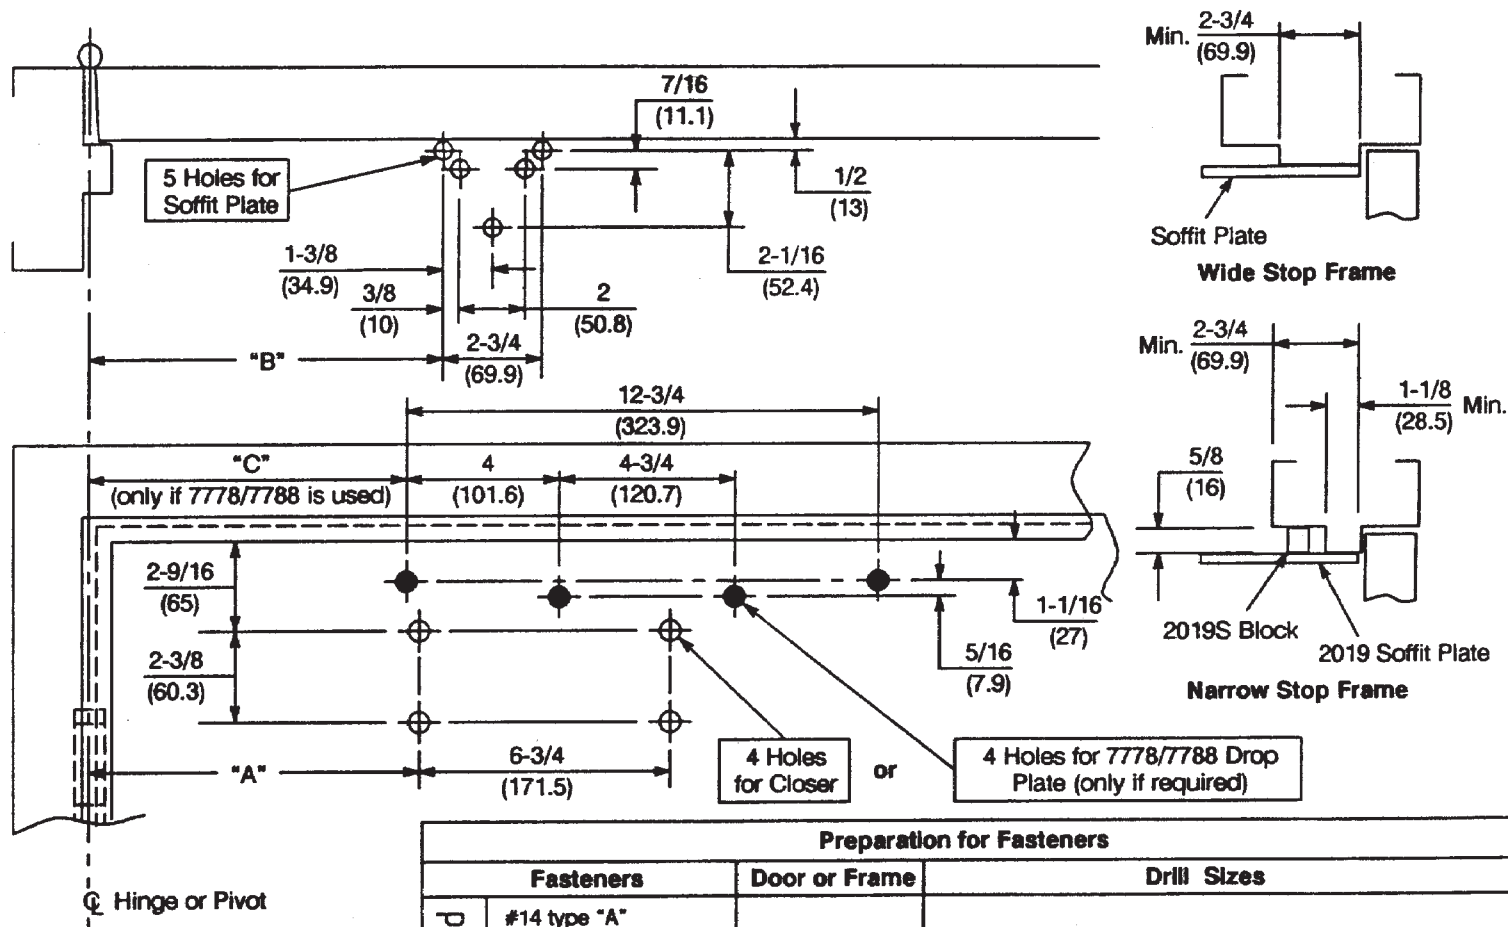 7/16
(11.1)
5 Holes for
Soffit Plate
1/2
(13)
1-3/8
(34.9)
2-1/16
(52.4)
3/8
(10)
2
(50.8)
"B"
2-3/4
(69.9)
12-3/4
(323.9)
"C"
(only if 7778/7788 is used)
4
(101.6)
4-3/4
(120.7)
2-9/16
(65)
2-3/8
(60.3)
1-1/16
(27)
5/16
(7.9)
"A"
6-3/4
(171.5)
4 Holes
for Closer
or
4 Holes for 7778/7788 Drop
Plate (only if required)
℄ Hinge or Pivot
Min. 2-3/4
(69.9)
Soffit Plate
Wide Stop Frame
Min. 2-3/4
(69.9)
1-1/8
(28.5) Min.
5/8
(16)
2019S Block
2019 Soffit Plate
Narrow Stop Frame
Preparation for Fasteners
Fasteners Door or Frame Drill Sizes
#14 type "A"